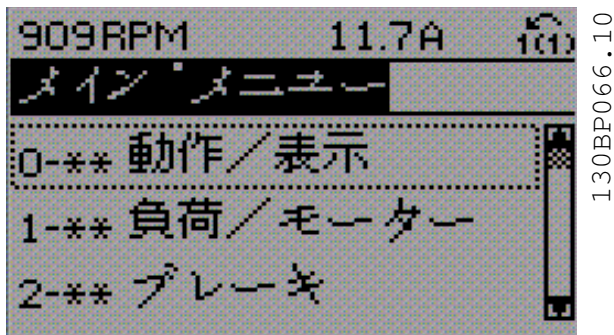 909RPM 11.7A 1(1)
メイン゛メニュー
0-** 動作／表示
1-** 負荷／モーター
2-** ブレーキ
130BP066.10